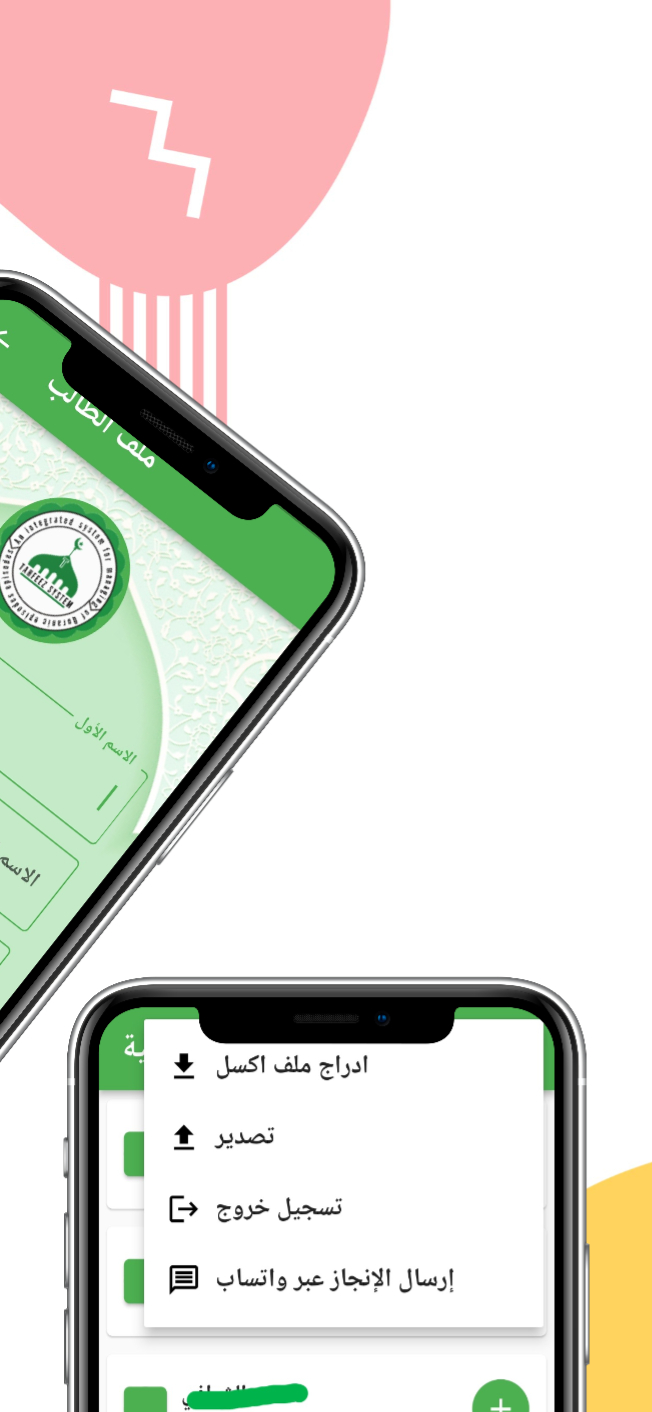 ملف الطالب
An integrated system for managing of Quranic episodes
TAHFEEZ SYSTEM
الاسم الأول
الاسم
ادراج ملف اكسل
تصدير
تسجيل خروج
إرسال الإنجاز عبر واتساب